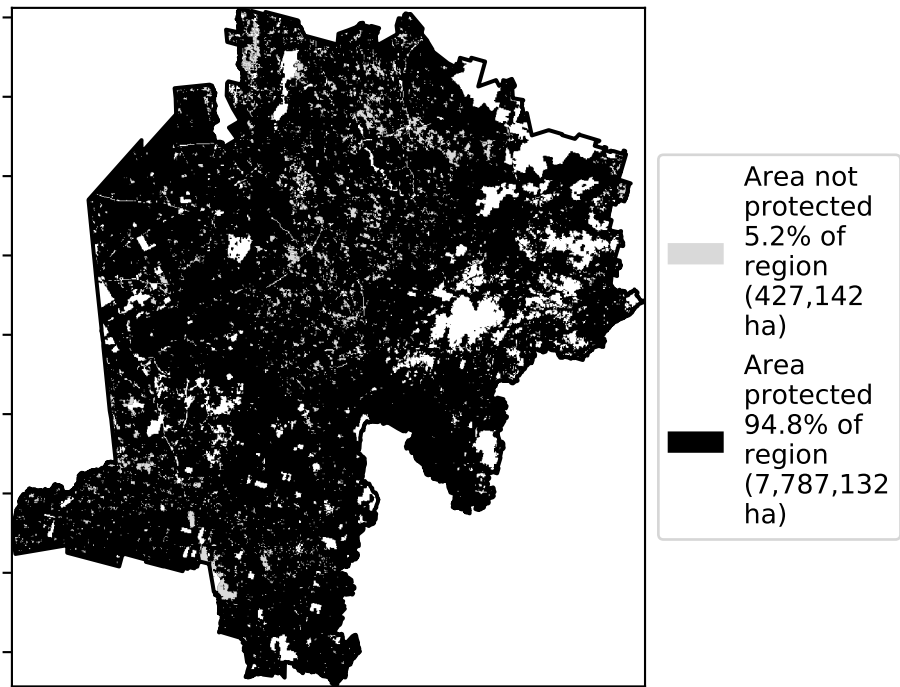 Area not
protected
5.2% of
region
(427,142
ha)
Area
protected
94.8% of
region
(7,787,132
ha)